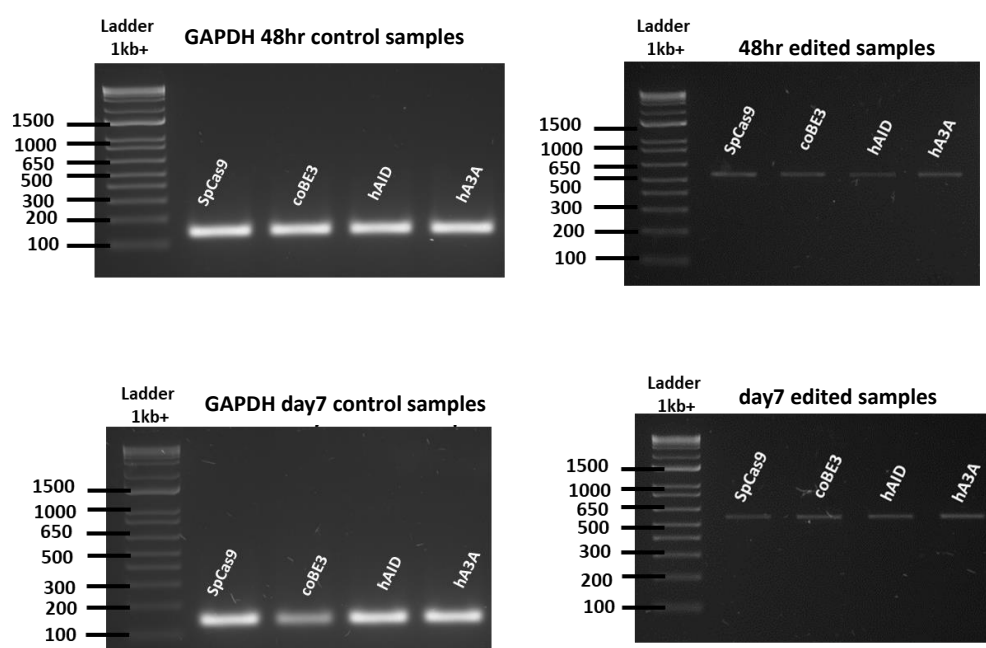 Ladder
1kb+
GAPDH 48hr control samples
1500
1000
650
500
300
200
100
SpCas9
coBE3
hAID
hA3A
Ladder
1kb+
48hr edited samples
1500
1000
650
500
300
200
100
SpCas9
coBE3
hAID
hA3A
Ladder
1kb+
GAPDH day7 control samples
1500
1000
650
500
300
200
100
SpCas9
coBE3
hAID
hA3A
Ladder
1kb+
day7 edited samples
1500
1000
650
500
300
200
100
SpCas9
coBE3
hAID
hA3A